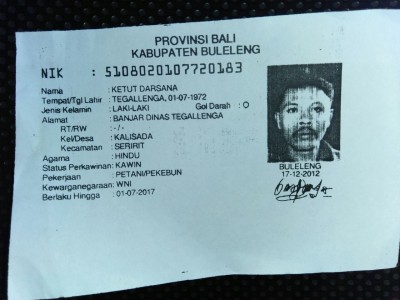 PROVINSI BALI
KABUPATEN BULELENG
NIK : 5108020107720183
Nama : KETUT DARSANA
Tempat/Tgl Lahir : TEGALLENGA, 01-07-1972
Jenis Kelamin : LAKI-LAKI Gol Darah : O
Alamat : BANJAR DINAS TEGALLENGA
RT/RW : -/-
Kel/Desa : KALISADA
Kecamatan : SERIRIT
Agama : HINDU
Status Perkawinan: KAWIN
Pekerjaan : PETANI/PEKEBUN
Kewarganegaraan: WNI
Berlaku Hingga : 01-07-2017
BULELENG
17-12-2012